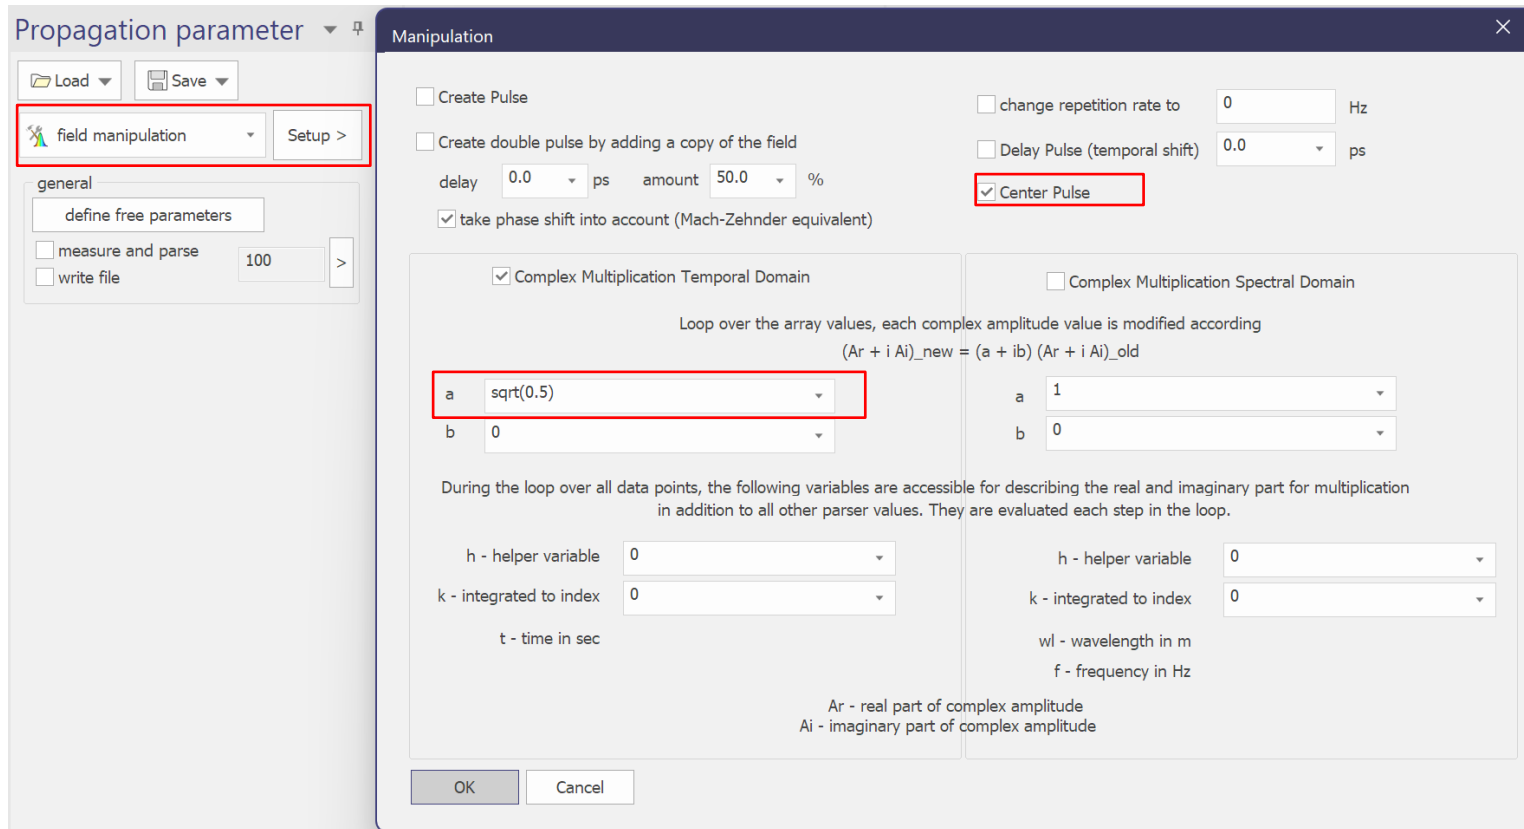 Propagation parameter
Load
Save
field manipulation
Setup >
general
define free parameters
measure and parse
write file
100
>
Manipulation
Create Pulse
change repetition rate to 0 Hz
Create double pulse by adding a copy of the field
Delay Pulse (temporal shift) 0.0 ps
delay 0.0 ps amount 50.0 %
Center Pulse
take phase shift into account (Mach-Zehnder equivalent)
Complex Multiplication Temporal Domain
Complex Multiplication Spectral Domain
Loop over the array values, each complex amplitude value is modified according
(Ar + i Ai)_new = (a + ib) (Ar + i Ai)_old
a sqrt(0.5)
a 1
b 0
b 0
During the loop over all data points, the following variables are accessible for describing the real and imaginary part for multiplication
in addition to all other parser values. They are evaluated each step in the loop.
h - helper variable 0
h - helper variable 0
k - integrated to index 0
k - integrated to index 0
t - time in sec
wl - wavelength in m
f - frequency in Hz
Ar - real part of complex amplitude
Ai - imaginary part of complex amplitude
OK
Cancel